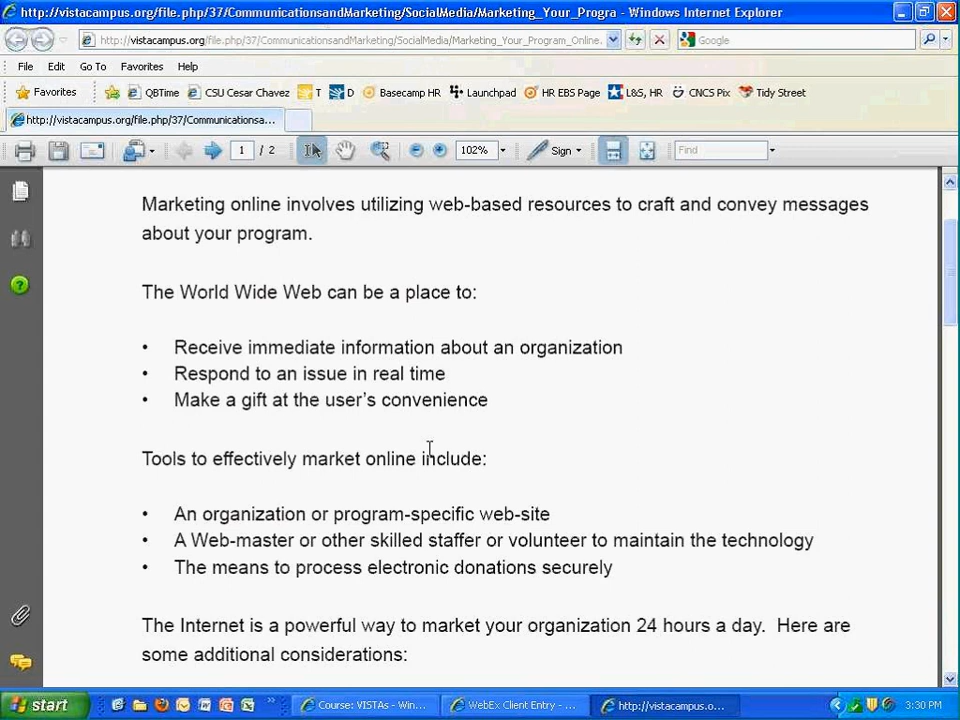 http://vistacampus.org/file.php/37/CommunicationsandMarketing/SocialMedia/Marketing_Your_Progra - Windows Internet Explorer
http://vistacampus.org/file.php/37/CommunicationsandMarketing/SocialMedia/Marketing_Your_Program_Online.
Google
File Edit Go To Favorites Help
Favorites QBTime CSU Cesar Chavez T D Basecamp HR Launchpad HR EBS Page L&S, HR CNCS Pix Tidy Street
http://vistacampus.org/file.php/37/Communicationsa...
1 / 2 102% Sign Find
Marketing online involves utilizing web-based resources to craft and convey messages
about your program.
The World Wide Web can be a place to:
• Receive immediate information about an organization
• Respond to an issue in real time
• Make a gift at the user's convenience
Tools to effectively market online include:
• An organization or program-specific web-site
• A Web-master or other skilled staffer or volunteer to maintain the technology
• The means to process electronic donations securely
The Internet is a powerful way to market your organization 24 hours a day. Here are
some additional considerations:
start Course: VISTAs - Win... WebEx Client Entry - ... http://vistacampus.o... 3:30 PM